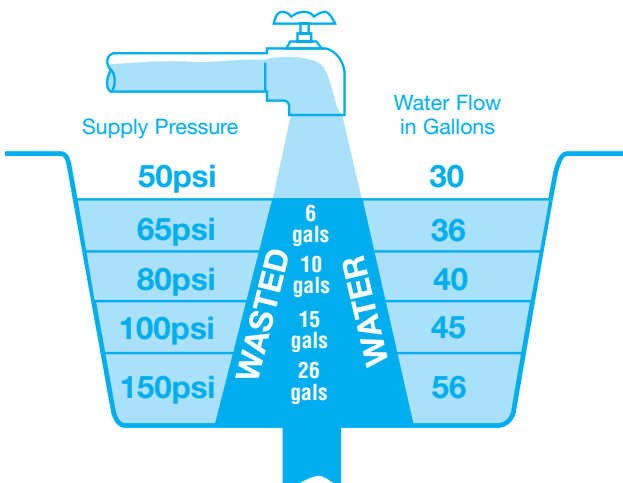 Supply Pressure
Water Flow
in Gallons
50psi
30
65psi
6
gals
36
80psi
10
gals
40
100psi
15
gals
45
150psi
26
gals
56
WASTED
WATER